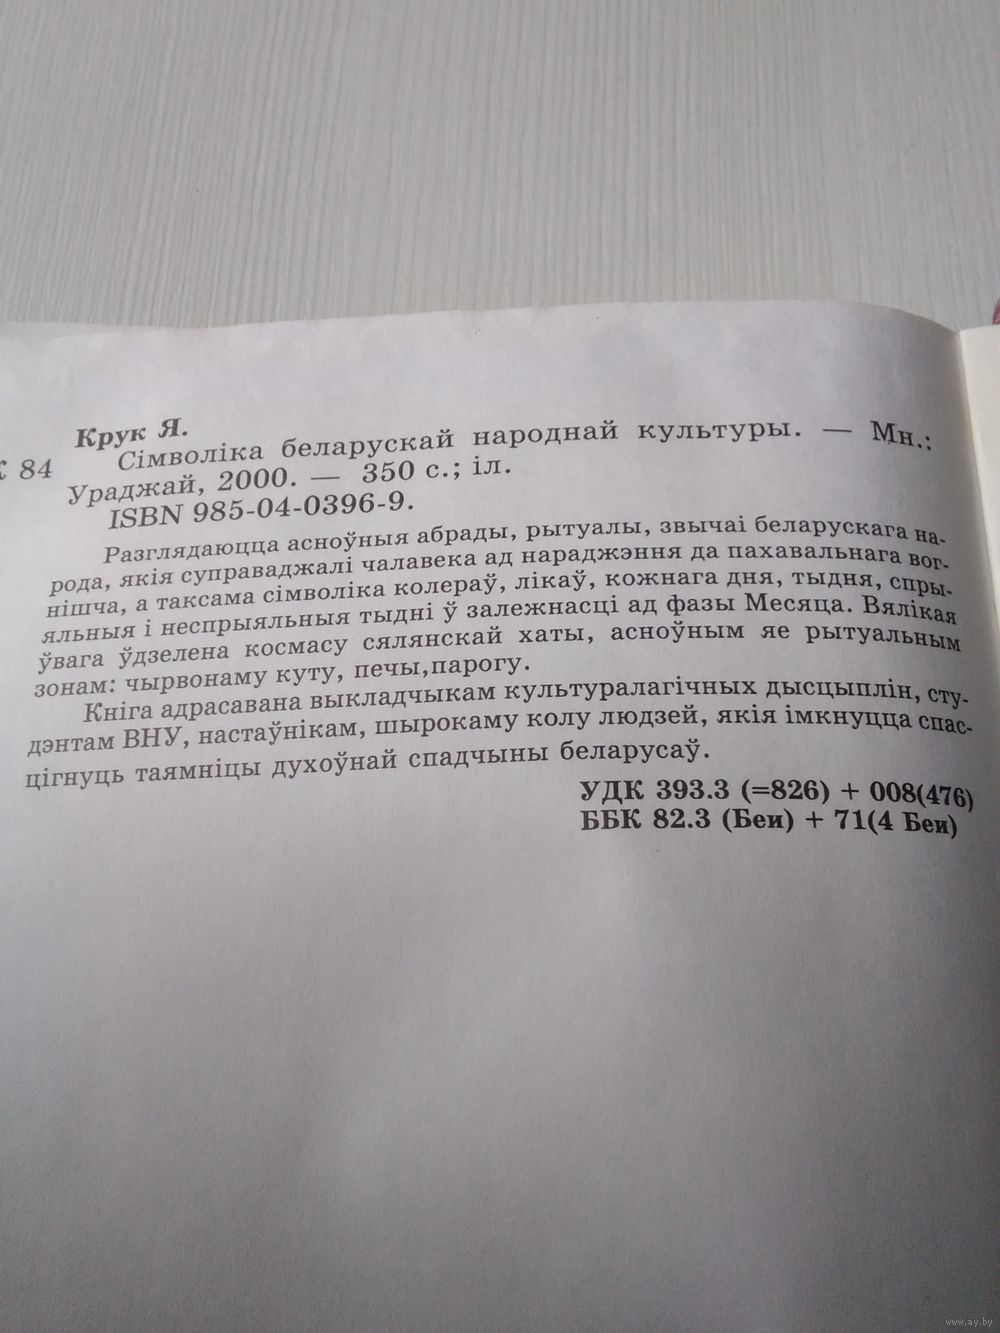 Крук Я.
К 84
Сімволіка беларускай народнай культуры. — Мн.:
Ураджай, 2000. — 350 с.; іл.
ISBN 985-04-0396-9.
Разглядаюцца асноўныя абрады, рытуалы, звычаі беларускага на-
рода, якія суправаджалі чалавека ад нараджэння да пахавальнага вог-
нішча, а таксама сімволіка колераў, лікаў, кожнага дня, тыдня, спры-
яльныя і неспрыяльныя тыдні ў залежнасці ад фазы Месяца. Вялікая
ўвага ўдзелена космасу сялянскай хаты, асноўным яе рытуальным
зонам: чырвонаму куту, печы,парогу.
Кніга адрасавана выкладчыкам культуралагічных дысцыплін, сту-
дэнтам ВНУ, настаўнікам, шырокаму колу людзей, якія імкнуцца спас-
цігнуць таямніцы духоўнай спадчыны беларусаў.
УДК 393.3 (=826) + 008(476)
ББК 82.3 (Беи) + 71(4 Беи)
www.ay.by